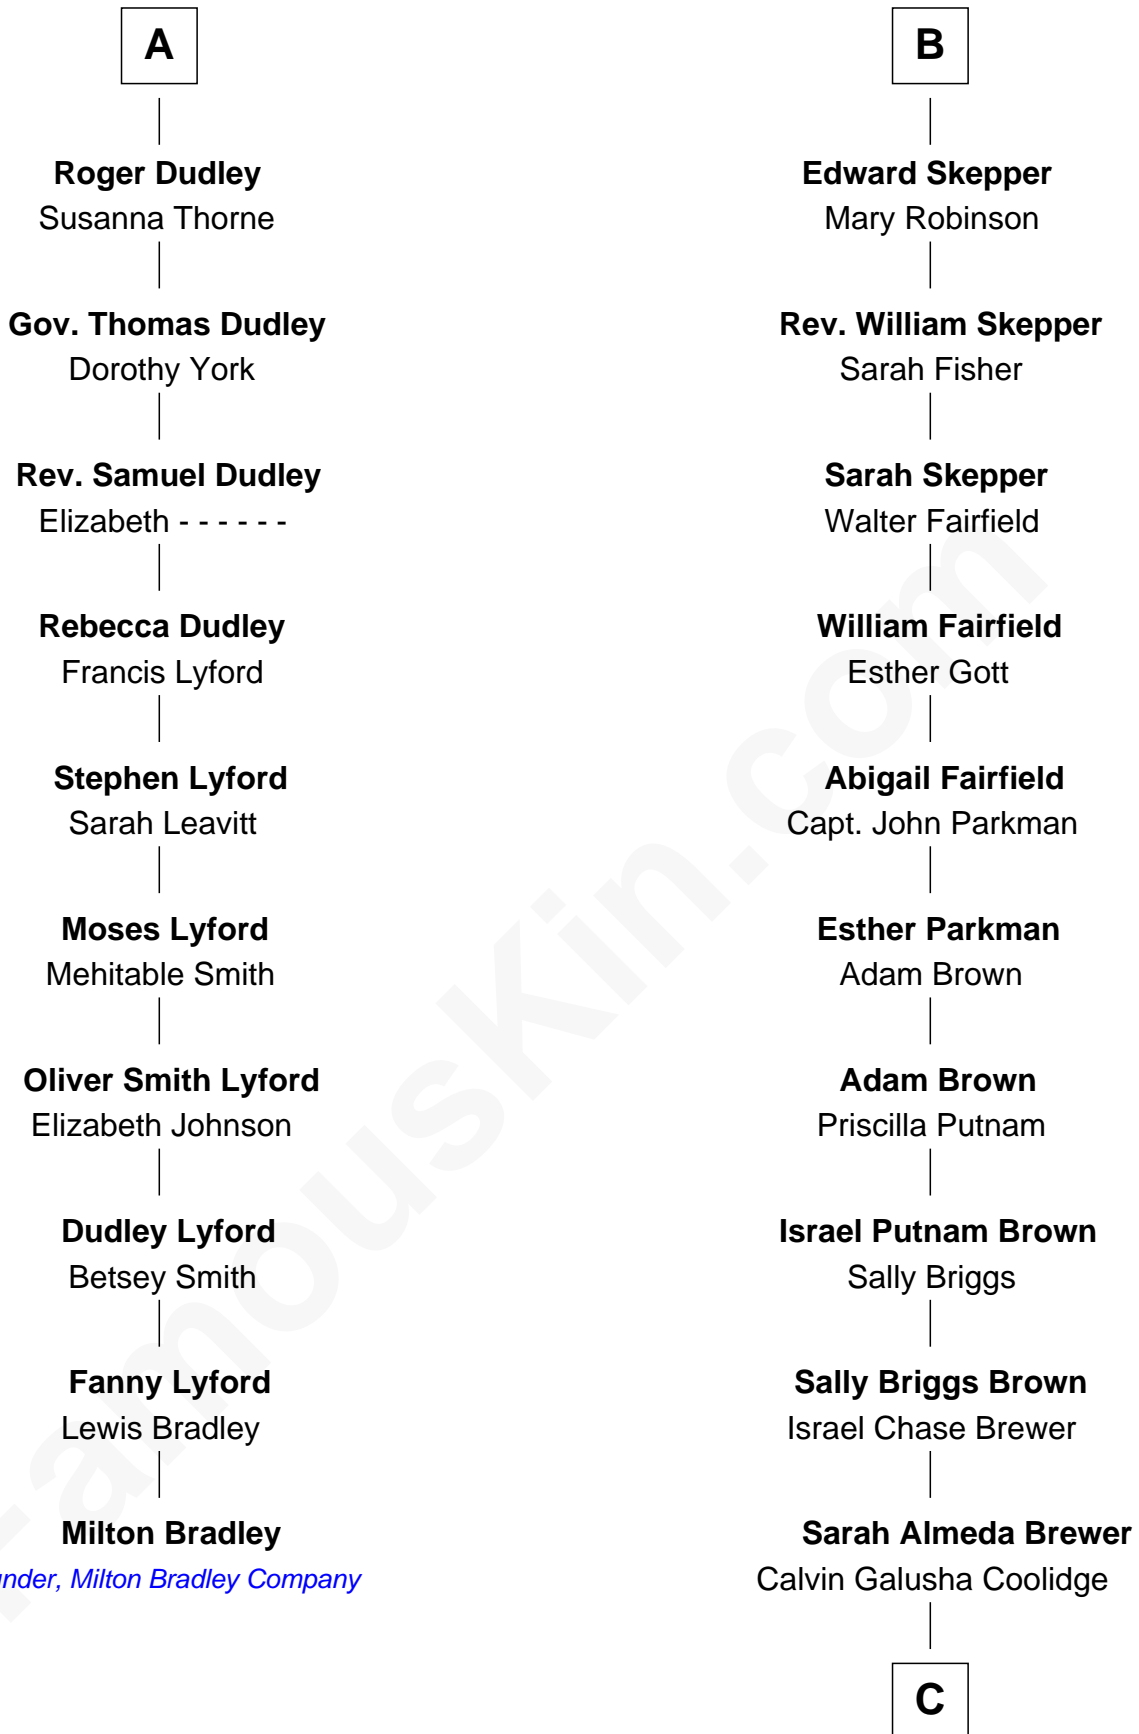 A
Roger Dudley
Susanna Thorne
Gov. Thomas Dudley
Dorothy York
Rev. Samuel Dudley
Elizabeth - - - - - -
Rebecca Dudley
Francis Lyford
Stephen Lyford
Sarah Leavitt
Moses Lyford
Mehitable Smith
Oliver Smith Lyford
Elizabeth Johnson
Dudley Lyford
Betsey Smith
Fanny Lyford
Lewis Bradley
Milton Bradley
under, Milton Bradley Company
B
Edward Skepper
Mary Robinson
Rev. William Skepper
Sarah Fisher
Sarah Skepper
Walter Fairfield
William Fairfield
Esther Gott
Abigail Fairfield
Capt. John Parkman
Esther Parkman
Adam Brown
Adam Brown
Priscilla Putnam
Israel Putnam Brown
Sally Briggs
Sally Briggs Brown
Israel Chase Brewer
Sarah Almeda Brewer
Calvin Galusha Coolidge
C
FamousKin.com